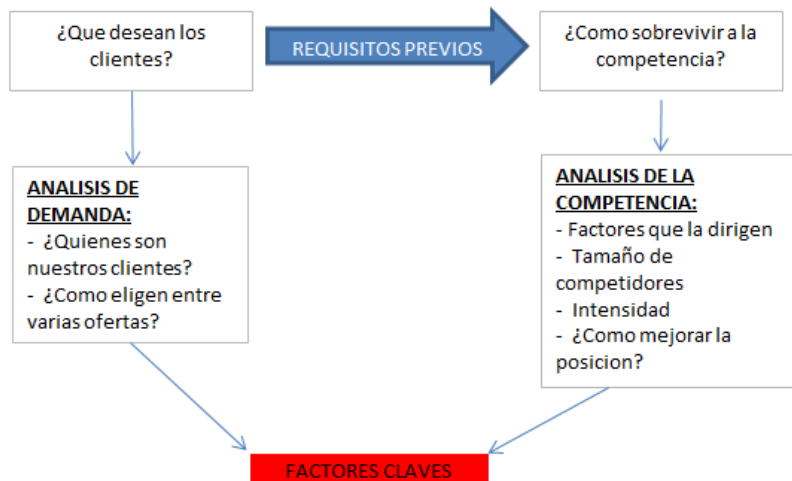 ¿Que desean los
clientes?
REQUISITOS PREVIOS
¿Como sobrevivir a la
competencia?
ANALISIS DE
DEMANDA:
- ¿Quienes son
nuestros clientes?
- ¿Como eligen entre
varias ofertas?
ANALISIS DE LA
COMPETENCIA:
- Factores que la dirigen
- Tamaño de
competidores
- Intensidad
- ¿Como mejorar la
posicion?
FACTORES CLAVES